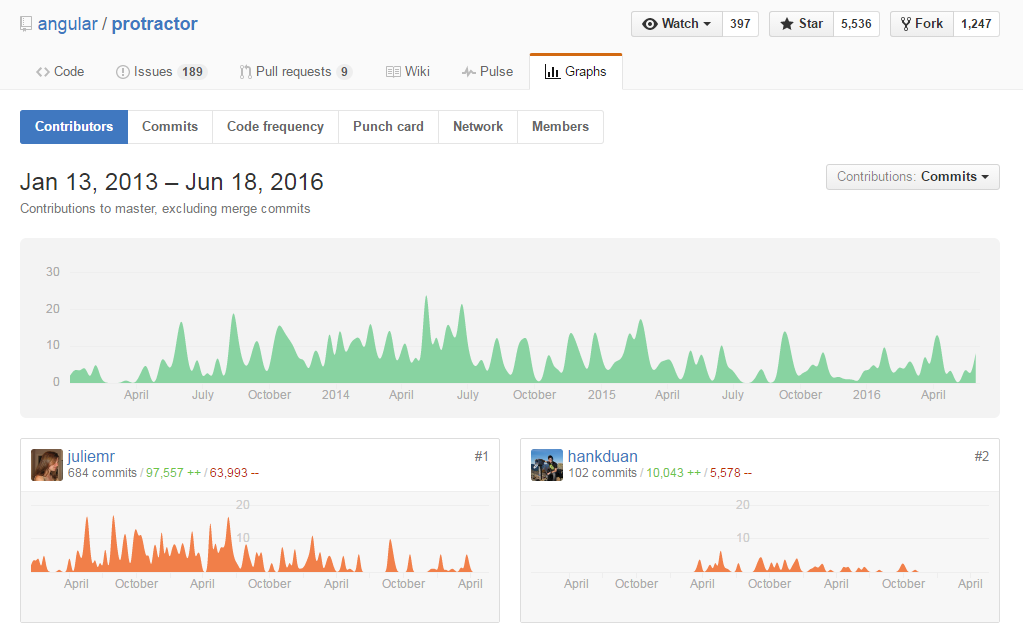 angular / protractor Watch 397 Star 5,536 Fork 1,247
Code Issues 189 Pull requests 9 Wiki Pulse Graphs
Contributors Commits Code frequency Punch card Network Members
Jan 13, 2013 – Jun 18, 2016
Contributions: Commits
Contributions to master, excluding merge commits
30
20
10
0
April July October 2014 April July October 2015 April July October 2016 April
juliemr #1
684 commits / 97,557 ++ / 63,993 --
20
10
April October April October April October April
hankduan #2
102 commits / 10,043 ++ / 5,578 --
20
10
April October April October April October April